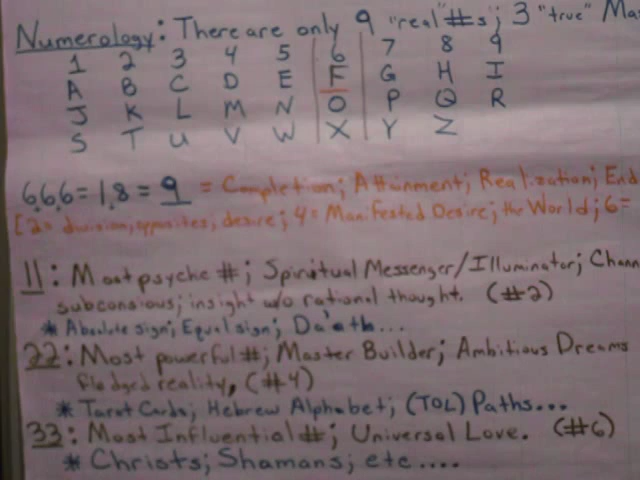 Numerology: There are only 9 "real" #s; 3 "true" Ma
1 2 3 4 5 6 7 8 9
A B C D E F G H I
J K L M N O P Q R
S T U V W X Y Z
6,6,6 = 1,8 = 9 = Completion; Attainment; Realization; End
[2= division, opposites, desire; 4= Manifested Desire; the World; 6=
11: Most psyche #; Spiritual Messenger/Illuminator; Chann
subconsious; insight w/o rational thought. (#2)
* Absolute sign; Equal sign; Da'ath...
22: Most powerful #; Master Builder; Ambitious Dreams
fledged reality, (#4)
* Tarot Cards; Hebrew Alphabet; (TOL) Paths...
33: Most Influential #; Universal Love. (#6)
* Christs; Shamans; etc....